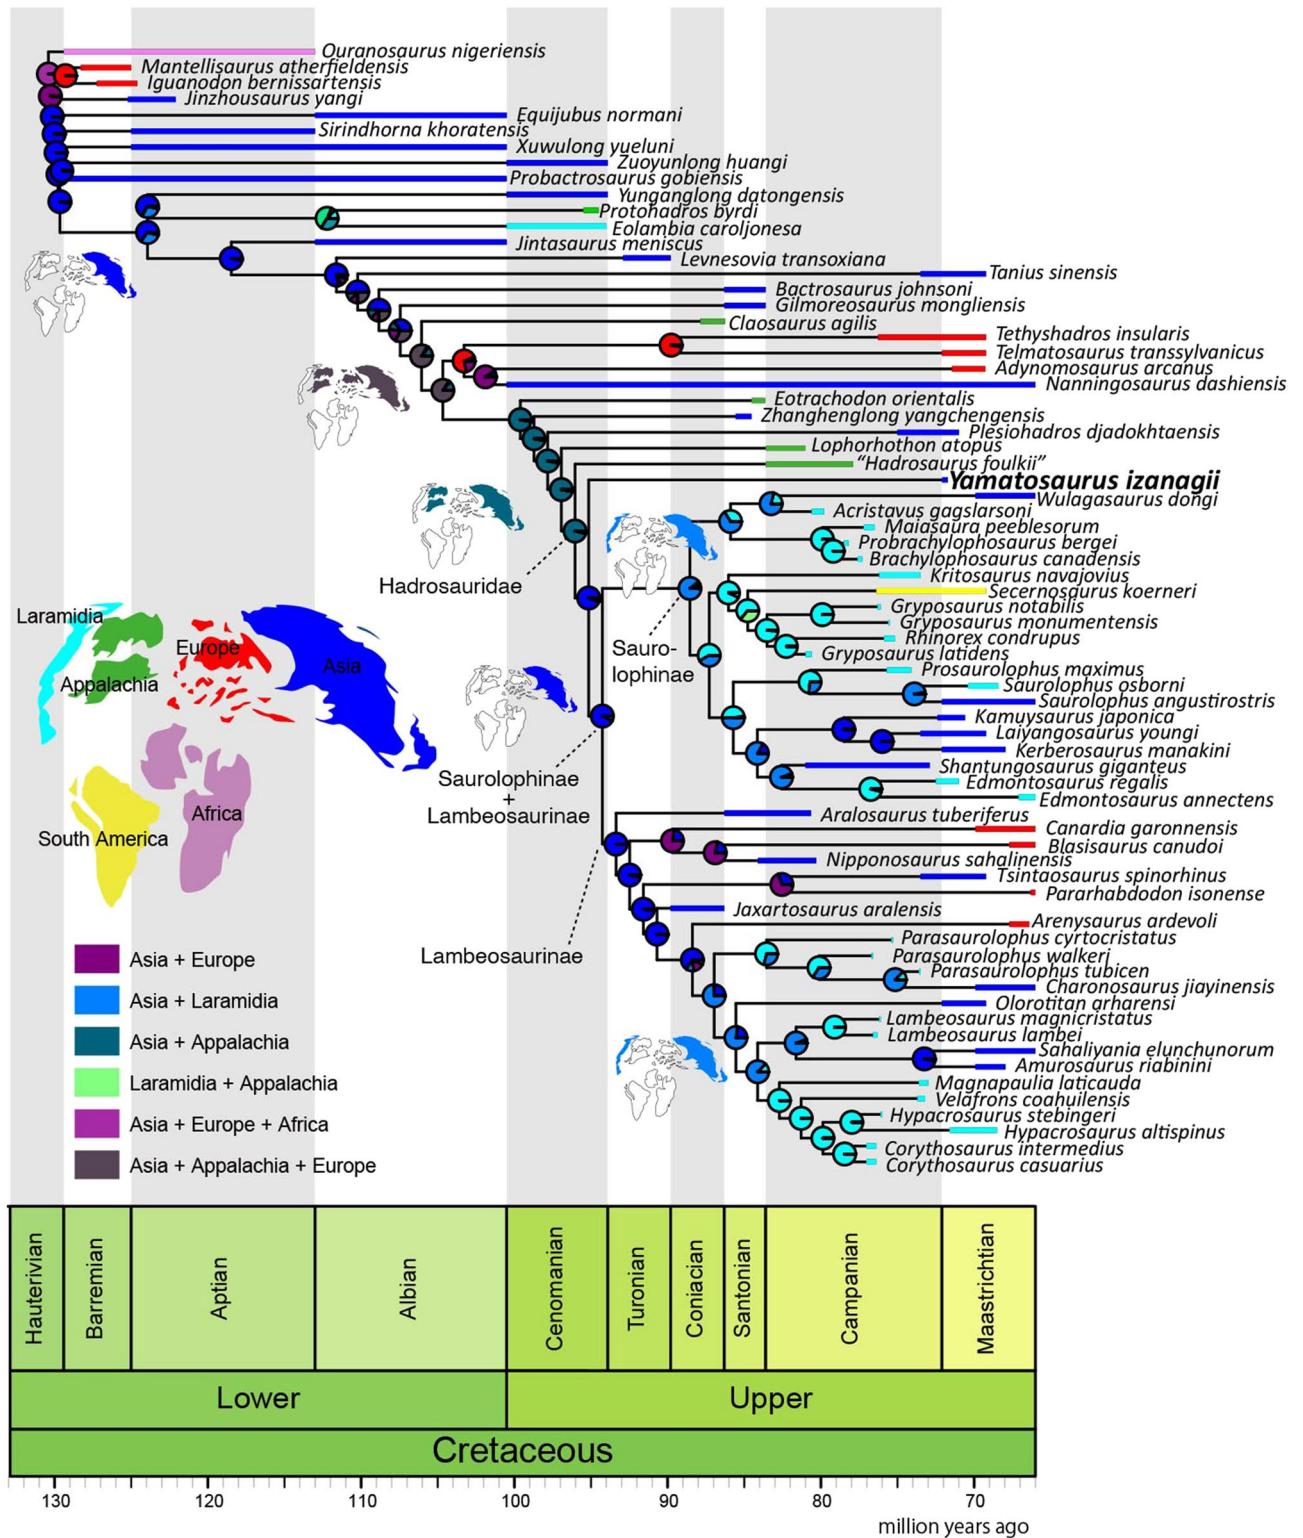 Ouranosaurus nigeriensis
Mantellisaurus atherfieldensis
Iguanodon bernissartensis
Jinzhousaurus yangi
Equijubus normani
Sirindhorna khoratensis
Xuwulong yueluni
Zuoyunlong huangi
Probactrosaurus gobiensis
Yunganglong datongensis
Protohadros byrdi
Eolambia caroljonesa
Jintasaurus meniscus
Levnesovia transoxiana
Tanius sinensis
Bactrosaurus johnsoni
Gilmoreosaurus mongliensis
Claosaurus agilis
Tethyshadros insularis
Telmatosaurus transsylvanicus
Adynomosaurus arcanus
Nanningosaurus dashiensis
Eotrachodon orientalis
Zhanghenglong yangchengensis
Plesiohadros djadokhtaensis
Lophorhothon atopus
“Hadrosaurus foulkii”
Yamatosaurus izanagii
Wulagasaurus dongi
Acristavus gagslarsoni
Maiasaura peeblesorum
Probrachylophosaurus bergei
Brachylophosaurus canadensis
Kritosaurus navajovius
Secernosaurus koerneri
Gryposaurus notabilis
Gryposaurus monumentensis
Rhinorex condrupus
Gryposaurus latidens
Prosaurolophus maximus
Saurolophus osborni
Saurolophus angustirostris
Kamuysaurus japonica
Laiyangosaurus youngi
Kerberosaurus manakini
Shantungosaurus giganteus
Edmontosaurus regalis
Edmontosaurus annectens
Aralosaurus tuberiferus
Canardia garonnensis
Blasisaurus canudoi
Nipponosaurus sahalinensis
Tsintaosaurus spinorhinus
Pararhabdodon isonense
Jaxartosaurus aralensis
Arenysaurus ardevoli
Parasaurolophus cyrtocristatus
Parasaurolophus walkeri
Parasaurolophus tubicen
Charonosaurus jiayinensis
Olorotitan arharensi
Lambeosaurus magnicristatus
Lambeosaurus lambei
Sahaliyania elunchunorum
Amurosaurus riabinini
Magnapaulia laticauda
Velafrons coahuilensis
Hypacrosaurus stebingeri
Hypacrosaurus altispinus
Corythosaurus intermedius
Corythosaurus casuarius
Hadrosauridae
Sauro-
lophinae
Saurolophinae
+
Lambeosaurinae
Lambeosaurinae
Laramidia
Appalachia
Europe
Asia
South America
Africa
Asia + Europe
Asia + Laramidia
Asia + Appalachia
Laramidia + Appalachia
Asia + Europe + Africa
Asia + Appalachia + Europe
Hauterivian
Barremian
Aptian
Albian
Cenomanian
Turonian
Coniacian
Santonian
Campanian
Maastrichtian
Lower
Upper
Cretaceous
130 120 110 100 90 80 70
million years ago